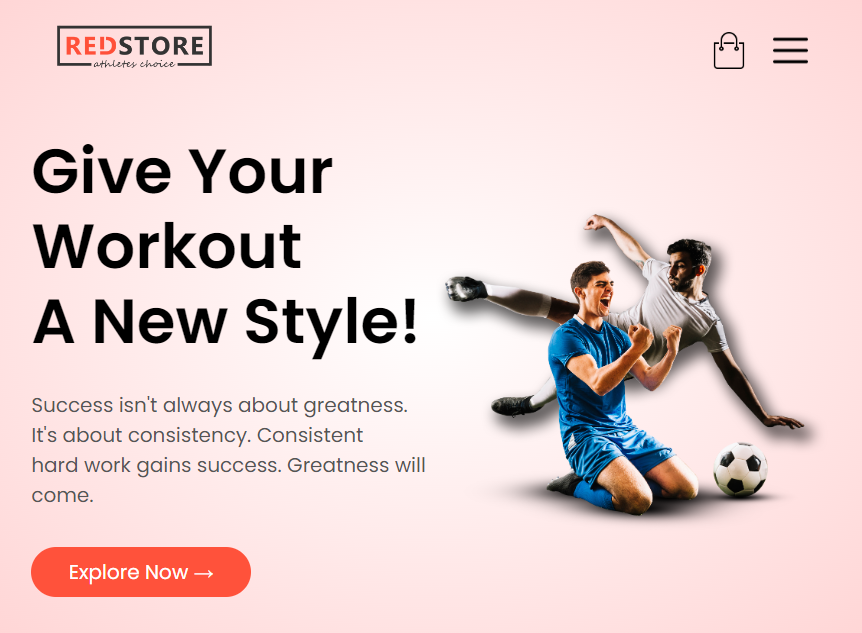 REDSTORE
athletes choice
Give Your
Workout
A New Style!
Success isn't always about greatness.
It's about consistency. Consistent
hard work gains success. Greatness will
come.
Explore Now →